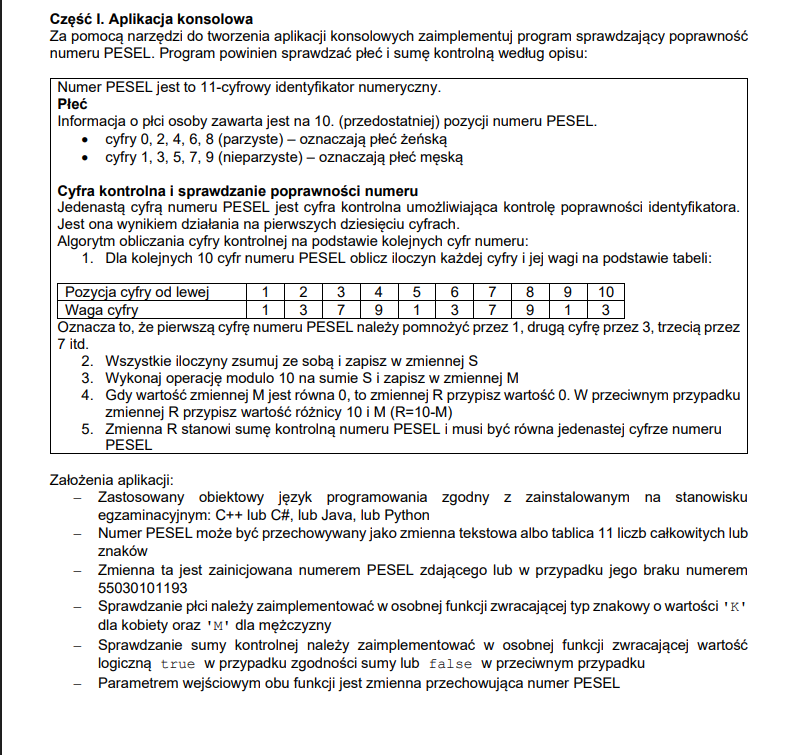 Część I. Aplikacja konsolowa
Za pomocą narzędzi do tworzenia aplikacji konsolowych zaimplementuj program sprawdzający poprawność
numeru PESEL. Program powinien sprawdzać płeć i sumę kontrolną według opisu:
Numer PESEL jest to 11-cyfrowy identyfikator numeryczny.
Płeć
Informacja o płci osoby zawarta jest na 10. (przedostatniej) pozycji numeru PESEL.
• cyfry 0, 2, 4, 6, 8 (parzyste) – oznaczają płeć żeńską
• cyfry 1, 3, 5, 7, 9 (nieparzyste) – oznaczają płeć męską
Cyfra kontrolna i sprawdzanie poprawności numeru
Jedenastą cyfrą numeru PESEL jest cyfra kontrolna umożliwiająca kontrolę poprawności identyfikatora.
Jest ona wynikiem działania na pierwszych dziesięciu cyfrach.
Algorytm obliczania cyfry kontrolnej na podstawie kolejnych cyfr numeru:
1. Dla kolejnych 10 cyfr numeru PESEL oblicz iloczyn każdej cyfry i jej wagi na podstawie tabeli:
Pozycja cyfry od lewej 1 2 3 4 5 6 7 8 9 10
Waga cyfry 1 3 7 9 1 3 7 9 1 3
Oznacza to, że pierwszą cyfrę numeru PESEL należy pomnożyć przez 1, drugą cyfrę przez 3, trzecią przez
7 itd.
2. Wszystkie iloczyny zsumuj ze sobą i zapisz w zmiennej S
3. Wykonaj operację modulo 10 na sumie S i zapisz w zmiennej M
4. Gdy wartość zmiennej M jest równa 0, to zmiennej R przypisz wartość 0. W przeciwnym przypadku
zmiennej R przypisz wartość różnicy 10 i M (R=10-M)
5. Zmienna R stanowi sumę kontrolną numeru PESEL i musi być równa jedenastej cyfrze numeru
PESEL
Założenia aplikacji:
– Zastosowany obiektowy język programowania zgodny z zainstalowanym na stanowisku
egzaminacyjnym: C++ lub C#, lub Java, lub Python
– Numer PESEL może być przechowywany jako zmienna tekstowa albo tablica 11 liczb całkowitych lub
znaków
– Zmienna ta jest zainicjowana numerem PESEL zdającego lub w przypadku jego braku numerem
55030101193
– Sprawdzanie płci należy zaimplementować w osobnej funkcji zwracającej typ znakowy o wartości 'K'
dla kobiety oraz 'M' dla mężczyzny
– Sprawdzanie sumy kontrolnej należy zaimplementować w osobnej funkcji zwracającej wartość
logiczną true w przypadku zgodności sumy lub false w przeciwnym przypadku
– Parametrem wejściowym obu funkcji jest zmienna przechowująca numer PESEL